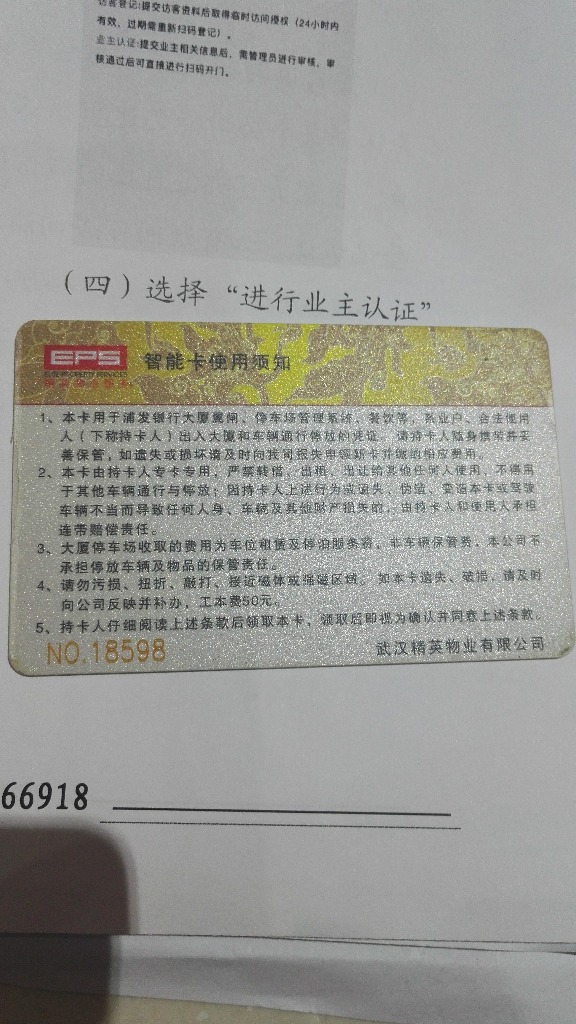 访客登记:提交访客资料后取得临时访问授权（24小时内
有效，过期需重新扫码登记）。
业主认证:提交业主相关信息后，需管理员进行审核，审
核通过后可直接进行扫码开门。
（四）选择“进行业主认证”
EPS
智能卡使用须知
1、本卡用于浦发银行大厦翼闸、停车场管理系统、餐饮等，系业户、合法使用
人（下称持卡人）出入大厦和车辆通行停放的凭证。请持卡人随身携带并妥
善保管，如遗失或损坏请及时向我司报失申领新卡并缴纳相应费用。
2、本卡由持卡人专卡专用，严禁转借、出租、出让给其他任何人使用，不得用
于其他车辆通行与停放；因持卡人上述行为或遗失、伪造、变造本卡或驾驶
车辆不当而导致任何人身、车辆及其他财产损失的，由持卡人和使用人承担
连带赔偿责任。
3、大厦停车场收取的费用为车位租赁及停泊服务费，非车辆保管费，本公司不
承担停放车辆及物品的保管责任。
4、请勿污损、扭折、敲打、接近磁体或强磁区域。如本卡遗失、破损，请及时
向公司反映并补办，工本费50元。
5、持卡人仔细阅读上述条款后领取本卡，领取后即视为确认并同意上述条款。
NO.18598
武汉精英物业有限公司
66918